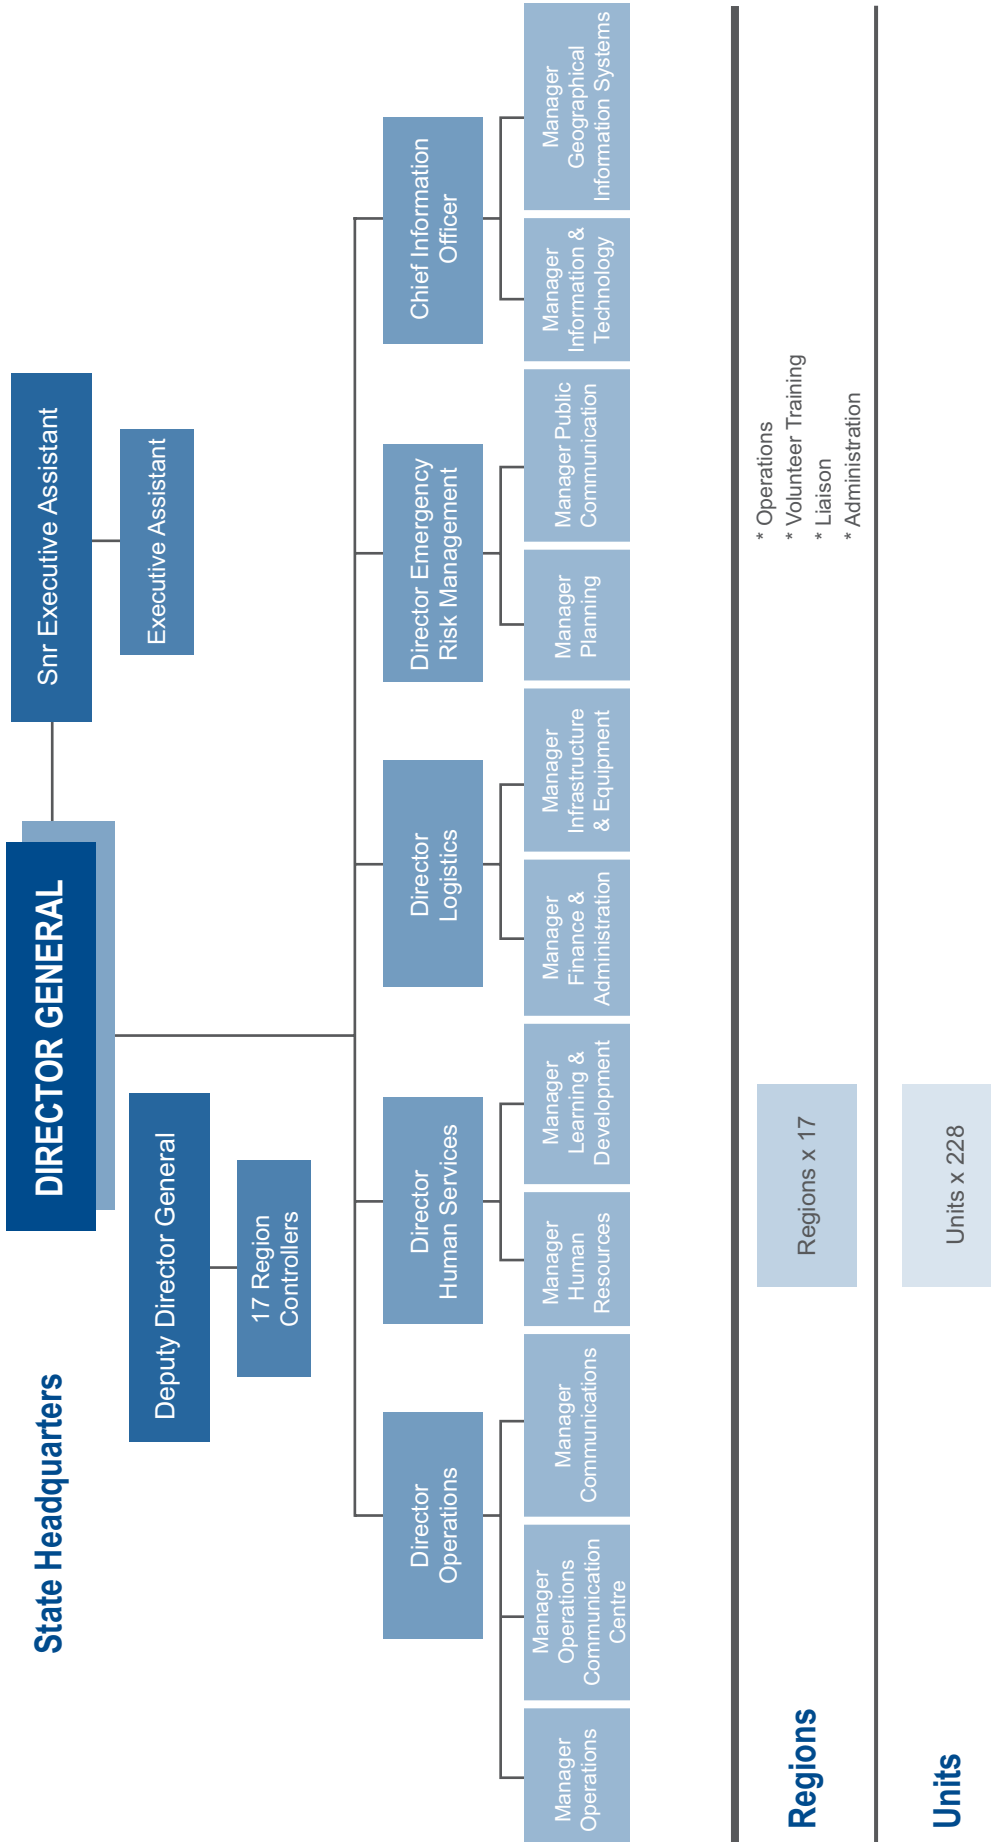 State Headquarters
DIRECTOR GENERAL
Snr Executive Assistant
Executive Assistant
Deputy Director General
17 Region
Controllers
Director
Operations
Director
Human Services
Director
Logistics
Director Emergency
Risk Management
Chief Information
Officer
Manager
Operations
Manager
Operations
Communication
Centre
Manager
Communications
Manager
Human
Resources
Manager
Learning &
Development
Manager
Finance &
Administration
Manager
Infrastructure
& Equipment
Manager
Planning
Manager Public
Communication
Manager
Information &
Technology
Manager
Geographical
Information Systems
Regions
Regions x 17
* Operations
* Volunteer Training
* Liaison
* Administration
Units
Units x 228